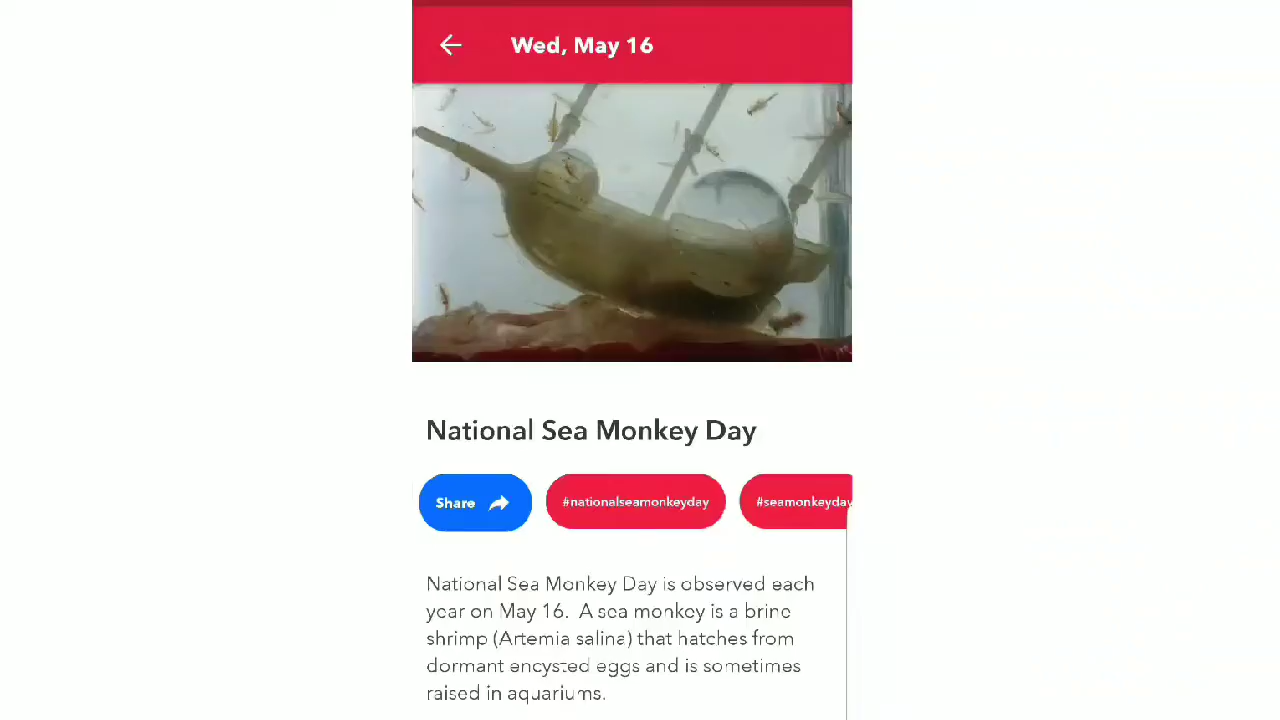 Wed, May 16
National Sea Monkey Day
Share
#nationalseamonkeyday
#seamonkeyday
National Sea Monkey Day is observed each
year on May 16.  A sea monkey is a brine
shrimp (Artemia salina) that hatches from
dormant encysted eggs and is sometimes
raised in aquariums.